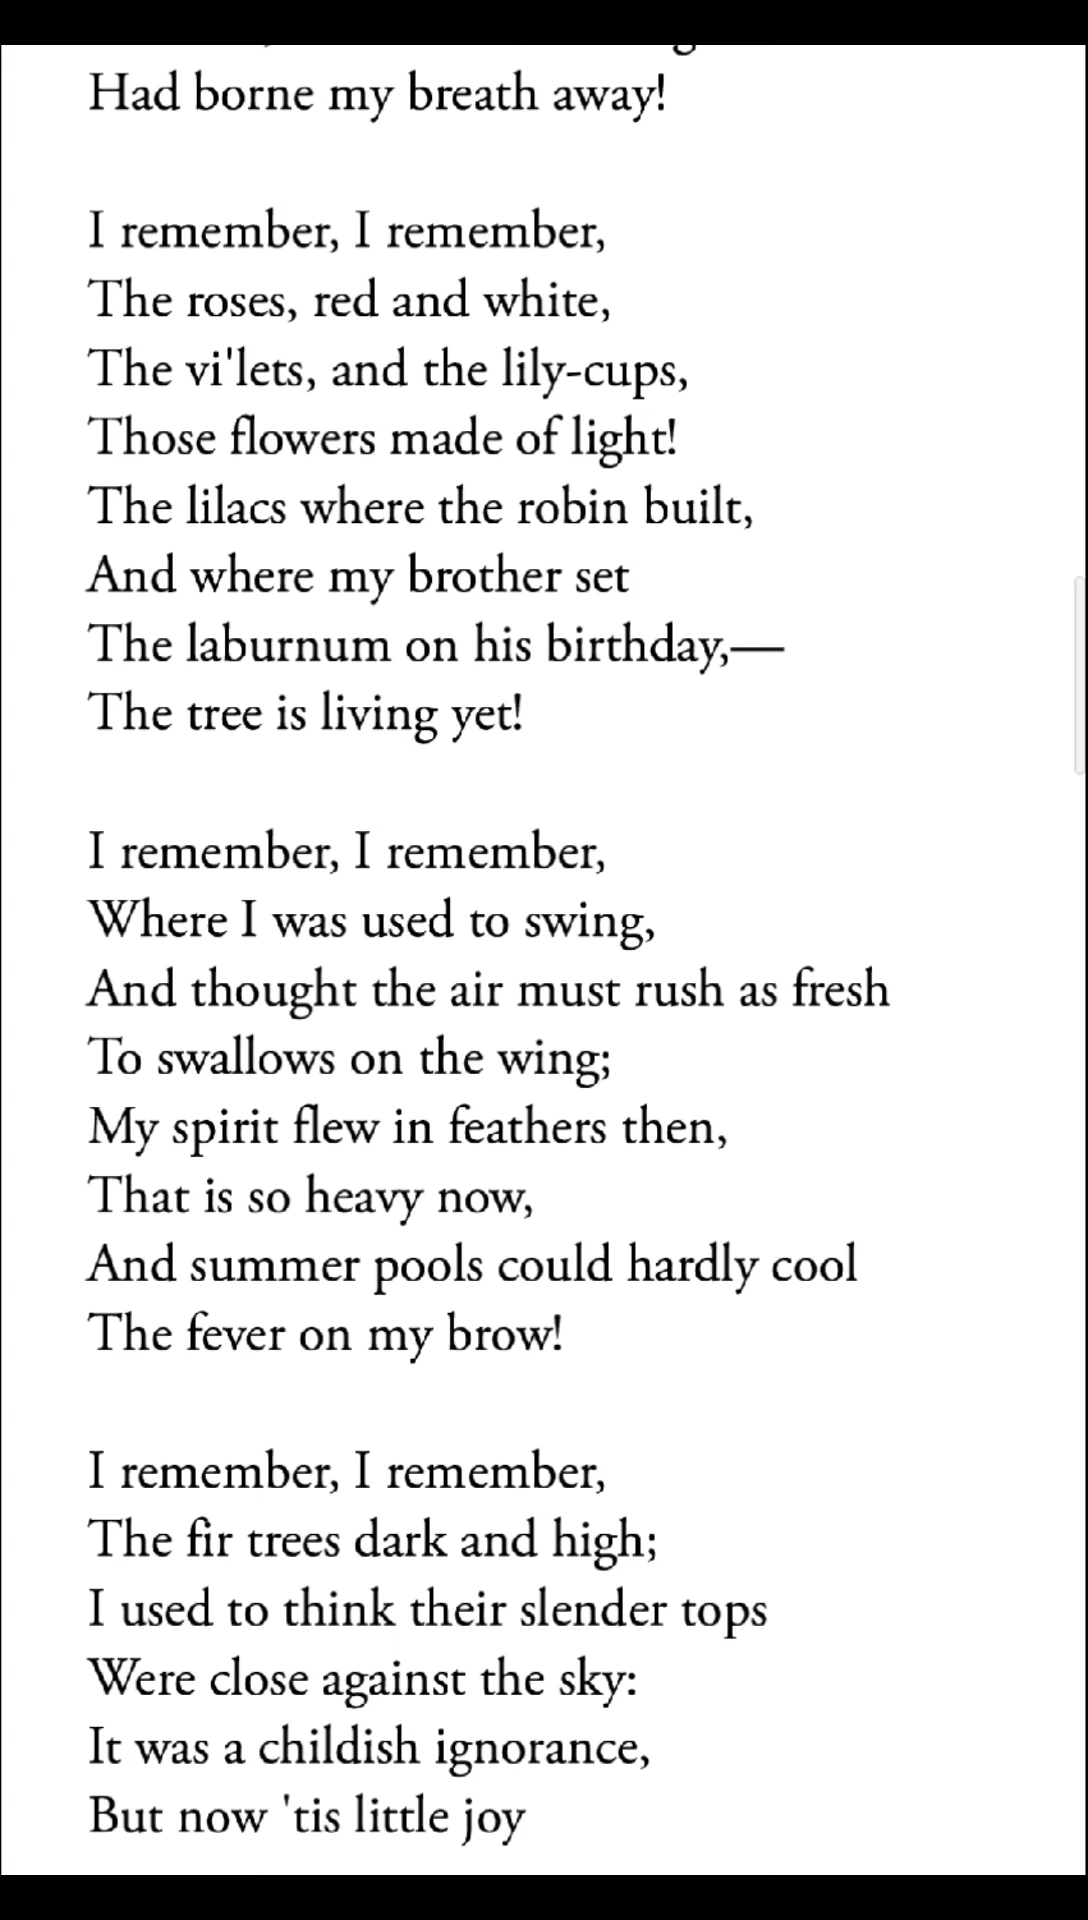 Had borne my breath away!
I remember, I remember,
The roses, red and white,
The vi'lets, and the lily-cups,
Those flowers made of light!
The lilacs where the robin built,
And where my brother set
The laburnum on his birthday,—
The tree is living yet!
I remember, I remember,
Where I was used to swing,
And thought the air must rush as fresh
To swallows on the wing;
My spirit flew in feathers then,
That is so heavy now,
And summer pools could hardly cool
The fever on my brow!
I remember, I remember,
The fir trees dark and high;
I used to think their slender tops
Were close against the sky:
It was a childish ignorance,
But now 'tis little joy